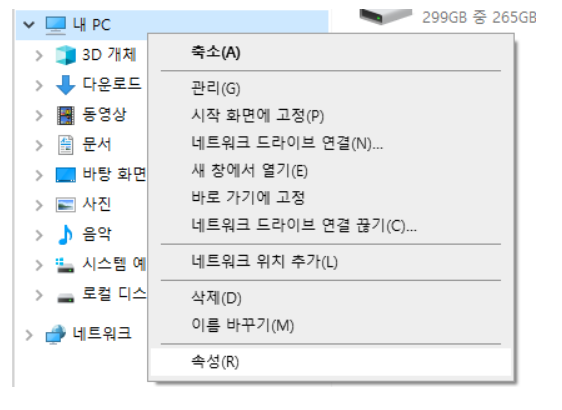 내 PC
299GB 중 265GB
3D 개체
다운로드
동영상
문서
바탕 화면
사진
음악
시스템 예
로컬 디스
네트워크
축소(A)
관리(G)
시작 화면에 고정(P)
네트워크 드라이브 연결(N)...
새 창에서 열기(E)
바로 가기에 고정
네트워크 드라이브 연결 끊기(C)...
네트워크 위치 추가(L)
삭제(D)
이름 바꾸기(M)
속성(R)